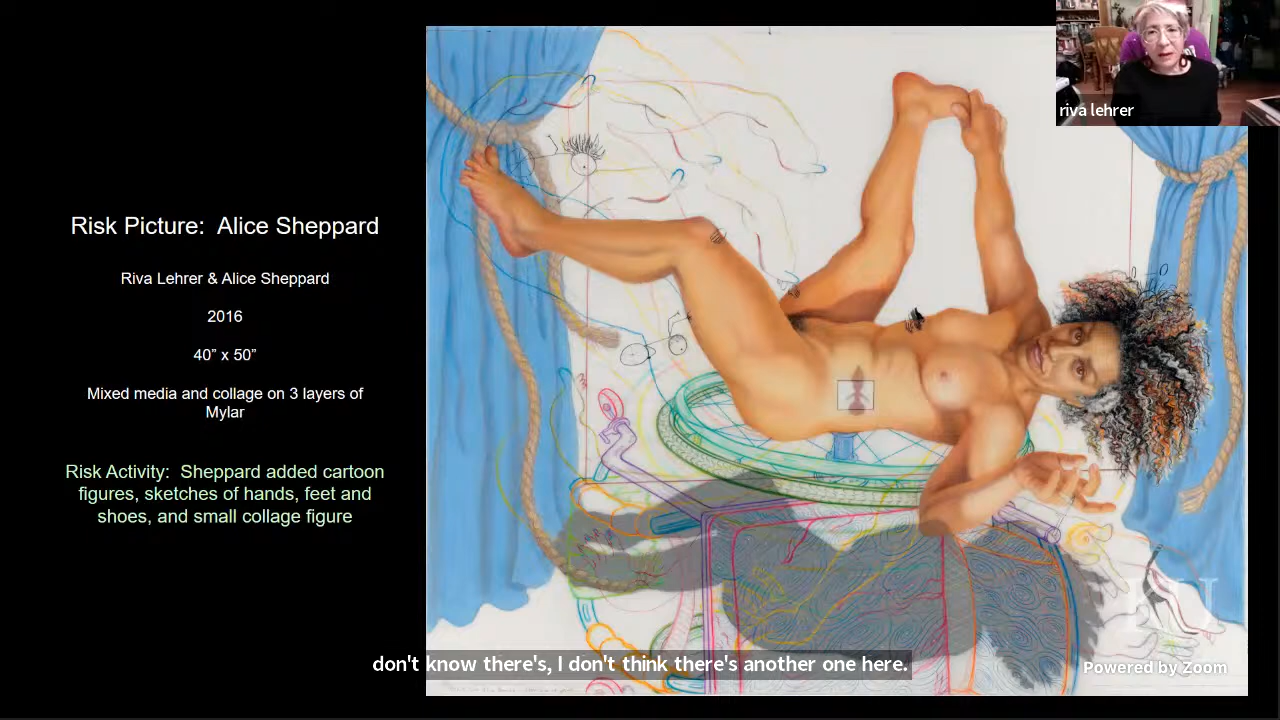 riva lehrer
Risk Picture:  Alice Sheppard
Riva Lehrer & Alice Sheppard
2016
40” x 50”
Mixed media and collage on 3 layers of
Mylar
Risk Activity:  Sheppard added cartoon
figures, sketches of hands, feet and
shoes, and small collage figure
don't know there's, I don't think there's another one here.
KU
Powered by Zoom